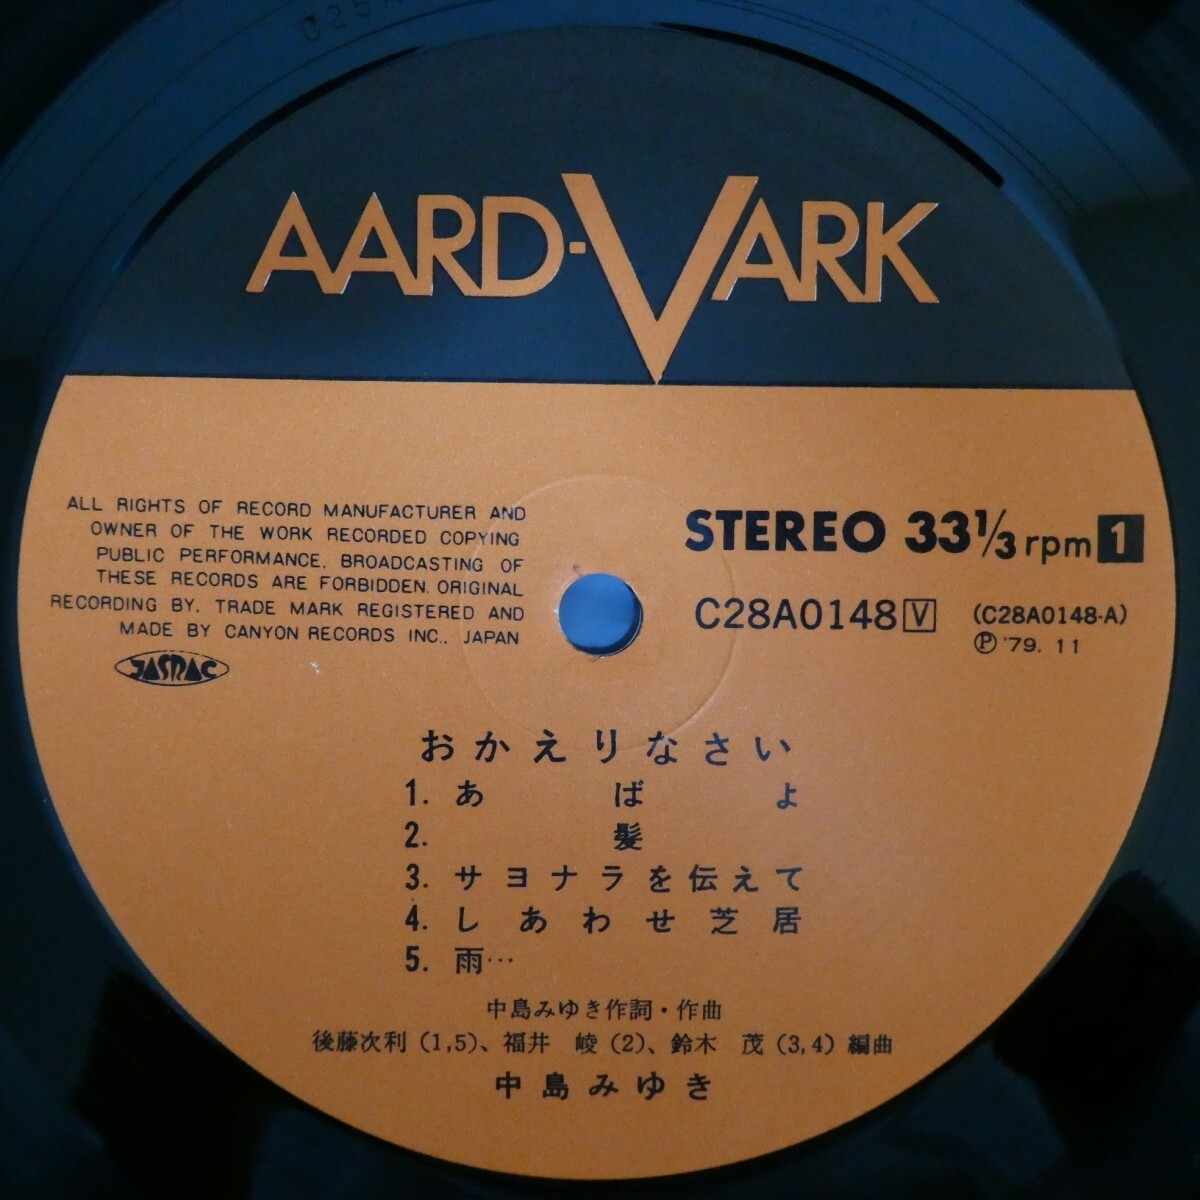 AARD-VARK
ALL RIGHTS OF RECORD MANUFACTURER AND
OWNER OF THE WORK RECORDED COPYING
PUBLIC PERFORMANCE, BROADCASTING OF
THESE RECORDS ARE FORBIDDEN. ORIGINAL
RECORDING BY, TRADE MARK REGISTERED AND
MADE BY CANYON RECORDS INC., JAPAN
JASRAC
STEREO 33⅓ rpm 1
C28A0148 V (C28A0148-A)
℗ '79. 11
おかえりなさい
1. あばよ
2. 髪
3. サヨナラを伝えて
4. しあわせ芝居
5. 雨…
中島みゆき作詞・作曲
後藤次利 (1,5)、福井 崚 (2)、鈴木 茂 (3,4) 編曲
中島みゆき